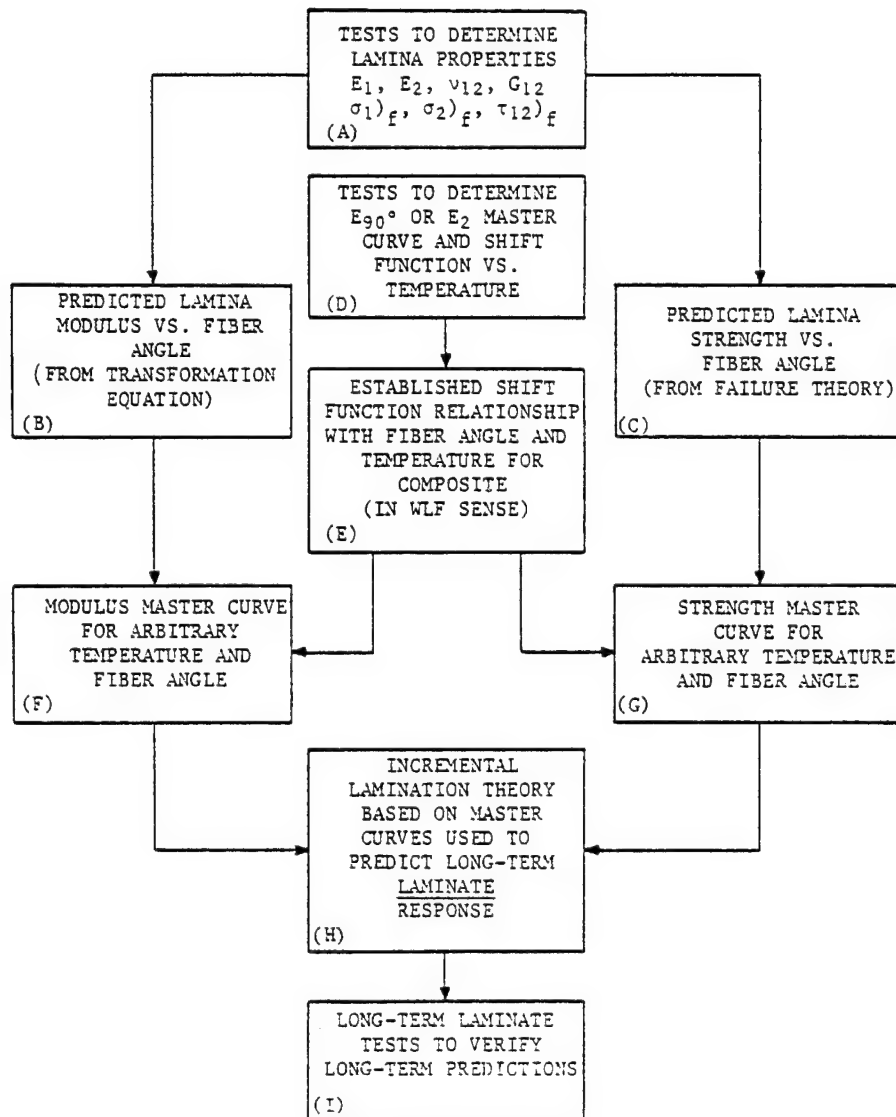 TESTS TO DETERMINE
LAMINA PROPERTIES
E₁, E₂, ν₁₂, G₁₂
σ₁)f, σ₂)f, τ₁₂)f
(A)
TESTS TO DETERMINE
E₉₀° OR E₂ MASTER
CURVE AND SHIFT
FUNCTION VS.
TEMPERATURE
(D)
PREDICTED LAMINA
MODULUS VS. FIBER
ANGLE
(FROM TRANSFORMATION
EQUATION)
(B)
ESTABLISHED SHIFT
FUNCTION RELATIONSHIP
WITH FIBER ANGLE AND
TEMPERATURE FOR
COMPOSITE
(IN WLF SENSE)
(E)
PREDICTED LAMINA
STRENGTH VS.
FIBER ANGLE
(FROM FAILURE THEORY)
(C)
MODULUS MASTER CURVE
FOR ARBITRARY
TEMPERATURE AND
FIBER ANGLE
(F)
STRENGTH MASTER
CURVE FOR
ARBITRARY TEMPERATURE
AND FIBER ANGLE
(G)
INCREMENTAL
LAMINATION THEORY
BASED ON MASTER
CURVES USED TO
PREDICT LONG-TERM
LAMINATE
RESPONSE
(H)
LONG-TERM LAMINATE
TESTS TO VERIFY
LONG-TERM PREDICTIONS
(I)